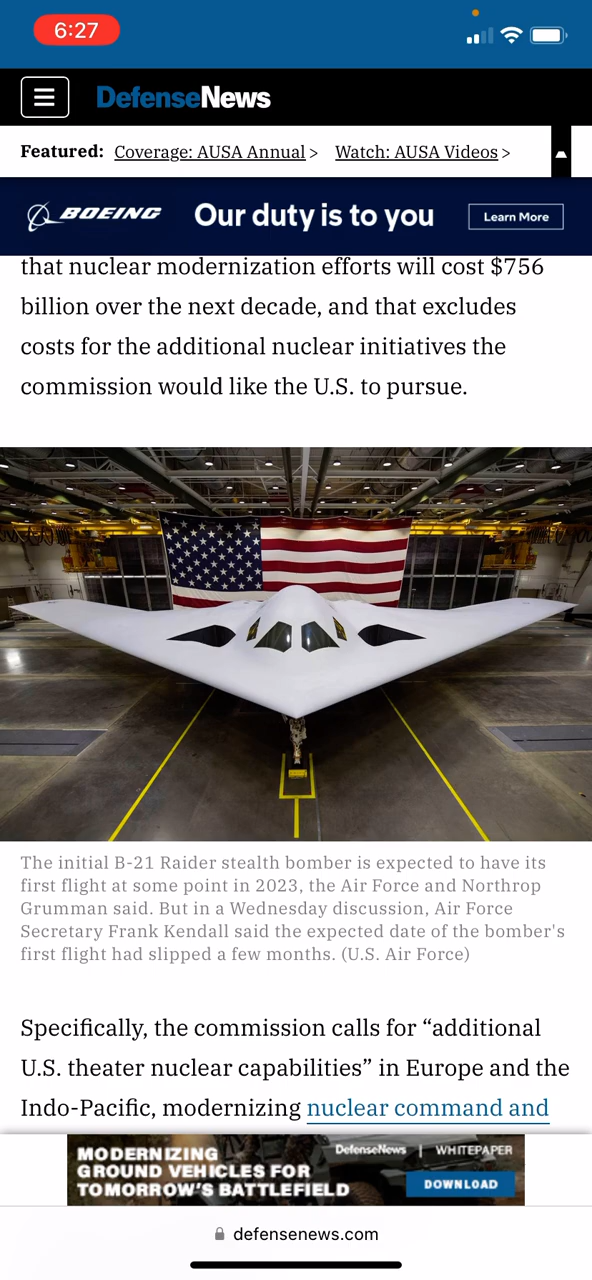 6:27
DefenseNews
Featured: Coverage: AUSA Annual > Watch: AUSA Videos >
BOEING Our duty is to you Learn More
that nuclear modernization efforts will cost $756
billion over the next decade, and that excludes
costs for the additional nuclear initiatives the
commission would like the U.S. to pursue.
The initial B-21 Raider stealth bomber is expected to have its
first flight at some point in 2023, the Air Force and Northrop
Grumman said. But in a Wednesday discussion, Air Force
Secretary Frank Kendall said the expected date of the bomber's
first flight had slipped a few months. (U.S. Air Force)
Specifically, the commission calls for “additional
U.S. theater nuclear capabilities” in Europe and the
Indo-Pacific, modernizing nuclear command and
MODERNIZING
GROUND VEHICLES FOR
TOMORROW'S BATTLEFIELD
DefenseNews | WHITEPAPER
DOWNLOAD
defensenews.com